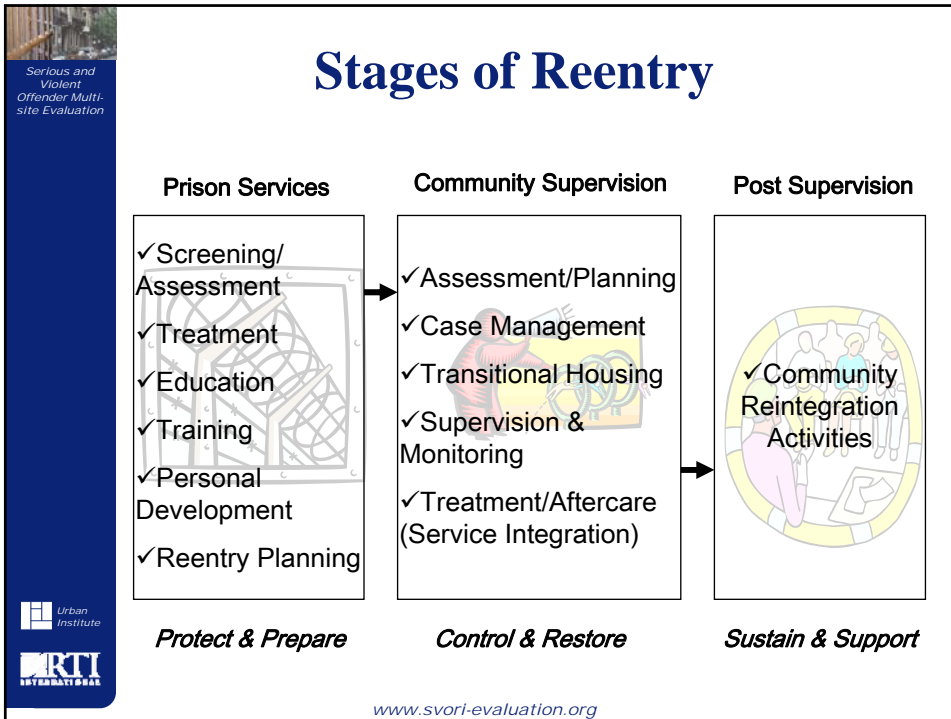 Serious and
Violent
Offender Multi-
site Evaluation
Stages of Reentry
Prison Services
✓Screening/
Assessment
✓Treatment
✓Education
✓Training
✓Personal
Development
✓Reentry Planning
Protect & Prepare
Community Supervision
✓Assessment/Planning
✓Case Management
✓Transitional Housing
✓Supervision &
Monitoring
✓Treatment/Aftercare
(Service Integration)
Control & Restore
Post Supervision
✓Community
Reintegration
Activities
Sustain & Support
Urban
Institute
RTI
INTERNATIONAL
www.svori-evaluation.org